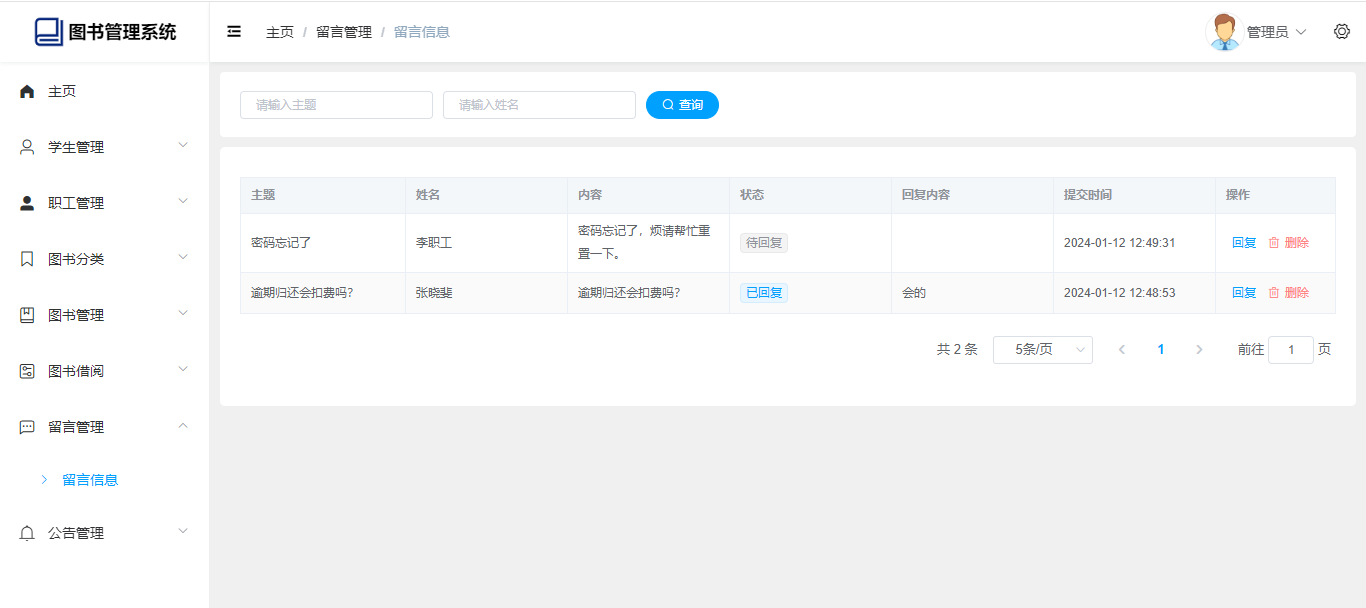 图书管理系统
主页 / 留言管理 / 留言信息
管理员
主页
学生管理
职工管理
图书分类
图书管理
图书借阅
留言管理
留言信息
公告管理
请输入主题 请输入姓名 查询
主题 姓名 内容 状态 回复内容 提交时间 操作
密码忘记了 李职工 密码忘记了，烦请帮忙重
置一下。 待回复 2024-01-12 12:49:31 回复 删除
逾期归还会扣费吗? 张晓斐 逾期归还会扣费吗? 已回复 会的 2024-01-12 12:48:53 回复 删除
共 2 条 5条/页 1 前往 1 页